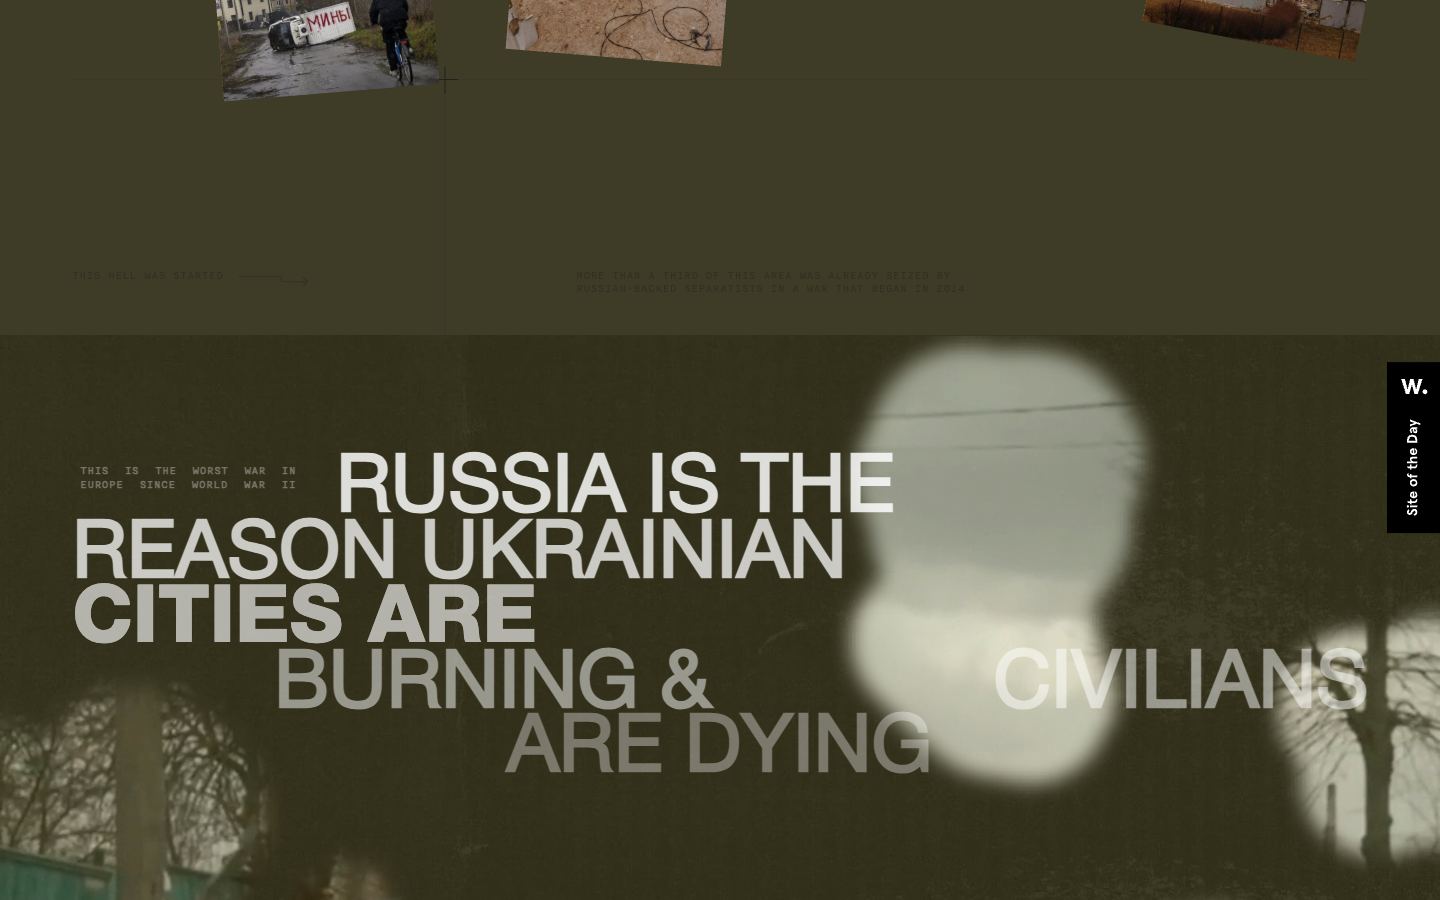 МИНЫ
THIS HELL WAS STARTED
MORE THAN A THIRD OF THIS AREA WAS ALREADY SEIZED BY
RUSSIAN-BACKED SEPARATISTS IN A WAR THAT BEGAN IN 2014
W.
Site of the Day
THIS IS THE WORST WAR IN
EUROPE SINCE WORLD WAR II
RUSSIA IS THE
REASON UKRAINIAN
CITIES ARE
BURNING & CIVILIANS
ARE DYING